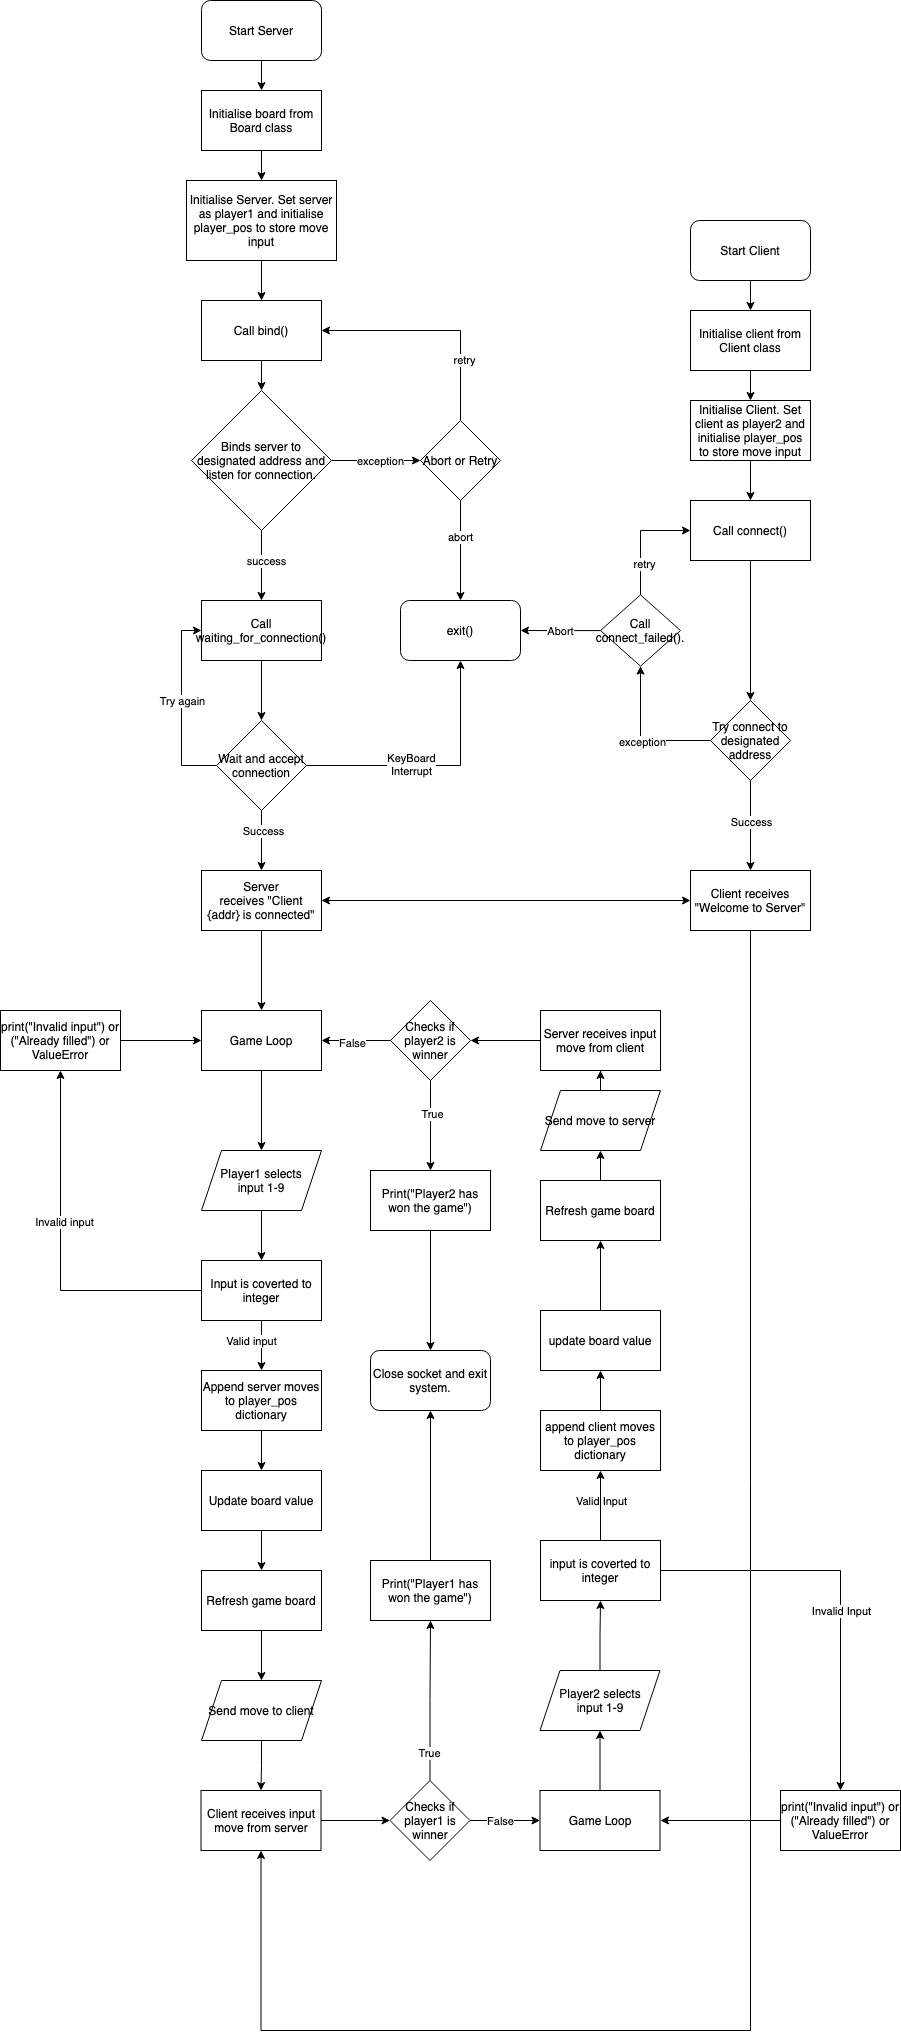 Start Server
Initialise board from
Board class
Initialise Server. Set server
as player1 and initialise
player_pos to store move
input
Start Client
Call bind()
retry
Initialise client from
Client class
Initialise Client. Set
client as player2 and
initialise player_pos
to store move input
Binds server to
designated address and
listen for connection.
exception
Abort or Retry
abort
success
Call connect()
retry
Call
waiting_for_connection()
exit()
Abort
Call
connect_failed().
Try again
exception
Try connect to
designated
address
Wait and accept
connection
KeyBoard
Interrupt
Success
Success
Server
receives "Client
{addr} is connected"
Client receives
"Welcome to Server"
print("Invalid input") or
("Already filled") or
ValueError
Game Loop
False
Checks if
player2 is
winner
Server receives input
move from client
True
Send move to server
Player1 selects
input 1-9
Print("Player2 has
won the game")
Refresh game board
Invalid input
Input is coverted to
integer
Valid input
update board value
Append server moves
to player_pos
dictionary
Close socket and exit
system.
append client moves
to player_pos
dictionary
Update board value
Valid Input
Refresh game board
Print("Player1 has
won the game")
input is coverted to
integer
Invalid Input
Send move to client
Player2 selects
input 1-9
True
Client receives input
move from server
Checks if
player1 is
winner
False
Game Loop
print("Invalid input") or
("Already filled") or
ValueError